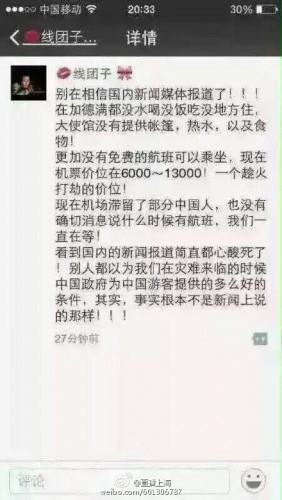 中国移动 20:33 30%
线团子... 详情
线团子
别在相信国内新闻媒体报道了！！！
在加德满都没水喝没饭吃没地方住，
大使馆没有提供帐篷，热水，以及食
物！
更加没有免费的航班可以乘坐，现在
机票价位在6000～13000！一个趁火
打劫的价位！
现在机场滞留了部分中国人，也没有
确切消息说什么时候有航班，我们一
直在等！
看到国内的新闻报道简直都心酸死了
！别人都以为我们在灾难来临的时候
中国政府为中国游客提供的多么好的
条件，其实，事实根本不是新闻上说
的那样！！！
27分钟前
评论
weibo.com/601306787